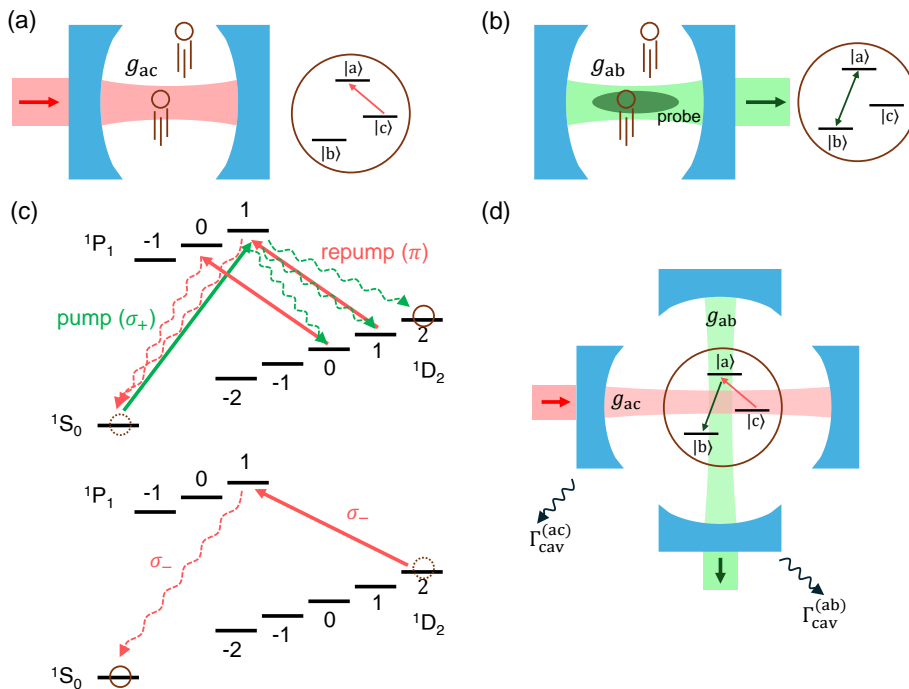 (a)
g_ac
|a⟩
|c⟩
|b⟩
(b)
g_ab
probe
|a⟩
|c⟩
|b⟩
(c)
¹P₁
-1
0
1
repump (π)
pump (σ₊)
2
1
0
-1
-2
¹D₂
¹S₀
¹P₁
-1
0
1
σ₋
σ₋
2
1
0
-1
-2
¹D₂
¹S₀
(d)
g_ab
|a⟩
g_ac
|c⟩
|b⟩
Γ_cav^(ac)
Γ_cav^(ab)